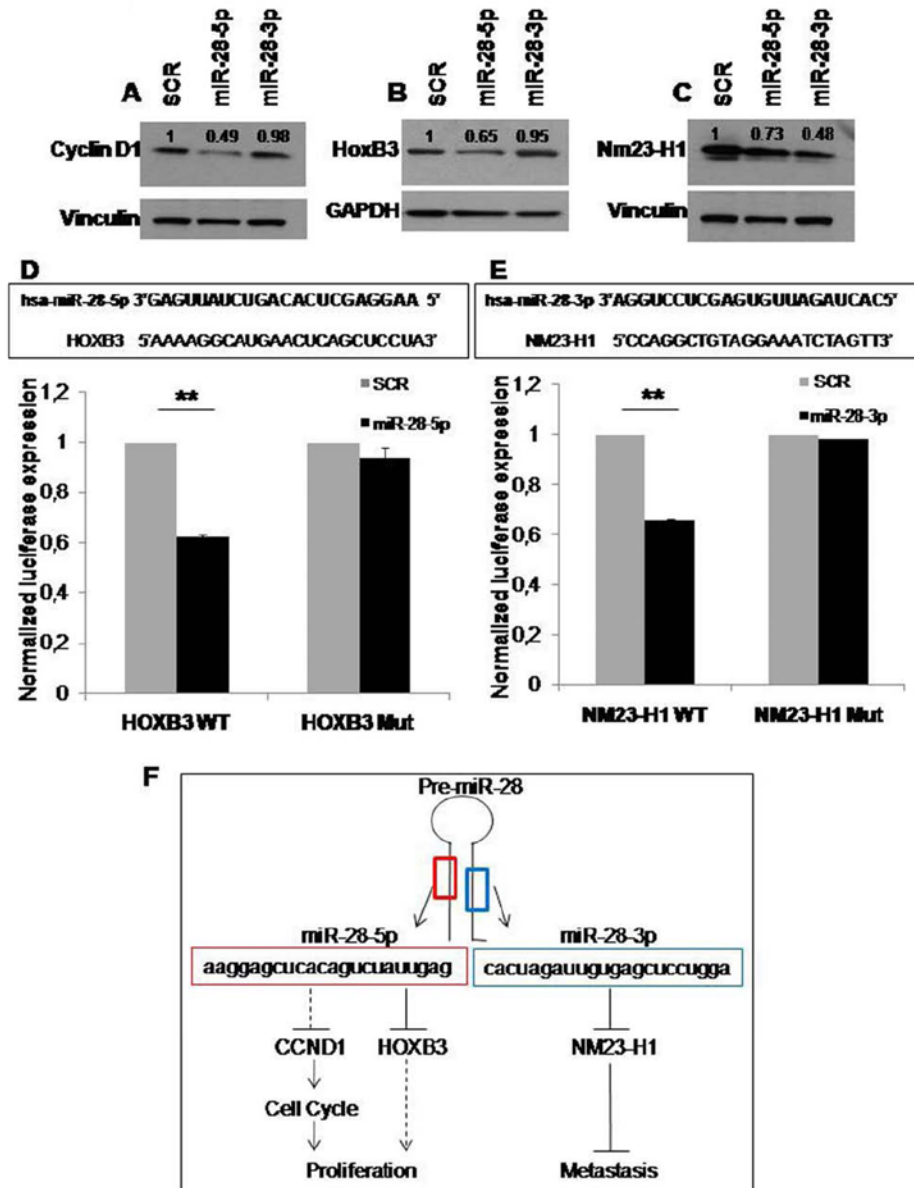 A
SCR
miR-28-5p
miR-28-3p
Cyclin D1
1 0.49 0.98
Vinculin
B
SCR
miR-28-5p
miR-28-3p
HoxB3
1 0.65 0.95
GAPDH
C
SCR
miR-28-5p
miR-28-3p
Nm23-H1
1 0.73 0.48
Vinculin
D
hsa-miR-28-5p 3'GAGUUAUCUGACACUCGAGGAA 5'
HOXB3 5'AAAAGGCAUGAACUCAGCUCCUA3'
Normalized luciferase expression
1,2
1
0,8
0,6
0,4
0,2
0
**
SCR
miR-28-5p
HOXB3 WT
HOXB3 Mut
E
hsa-miR-28-3p 3'AGGUCCUCGAGUGUUAGAUCAC5'
NM23-H1 5'CCAGGCTGTAGGAAATCTAGTT3'
Normalized luciferase expression
1,2
1
0,8
0,6
0,4
0,2
0
**
SCR
miR-28-3p
NM23-H1 WT
NM23-H1 Mut
F
Pre-miR-28
miR-28-5p
miR-28-3p
aaggagcucacagucuauugag
cacuagauugugagcuccugga
CCND1
HOXB3
NM23-H1
Cell Cycle
Proliferation
Metastasis